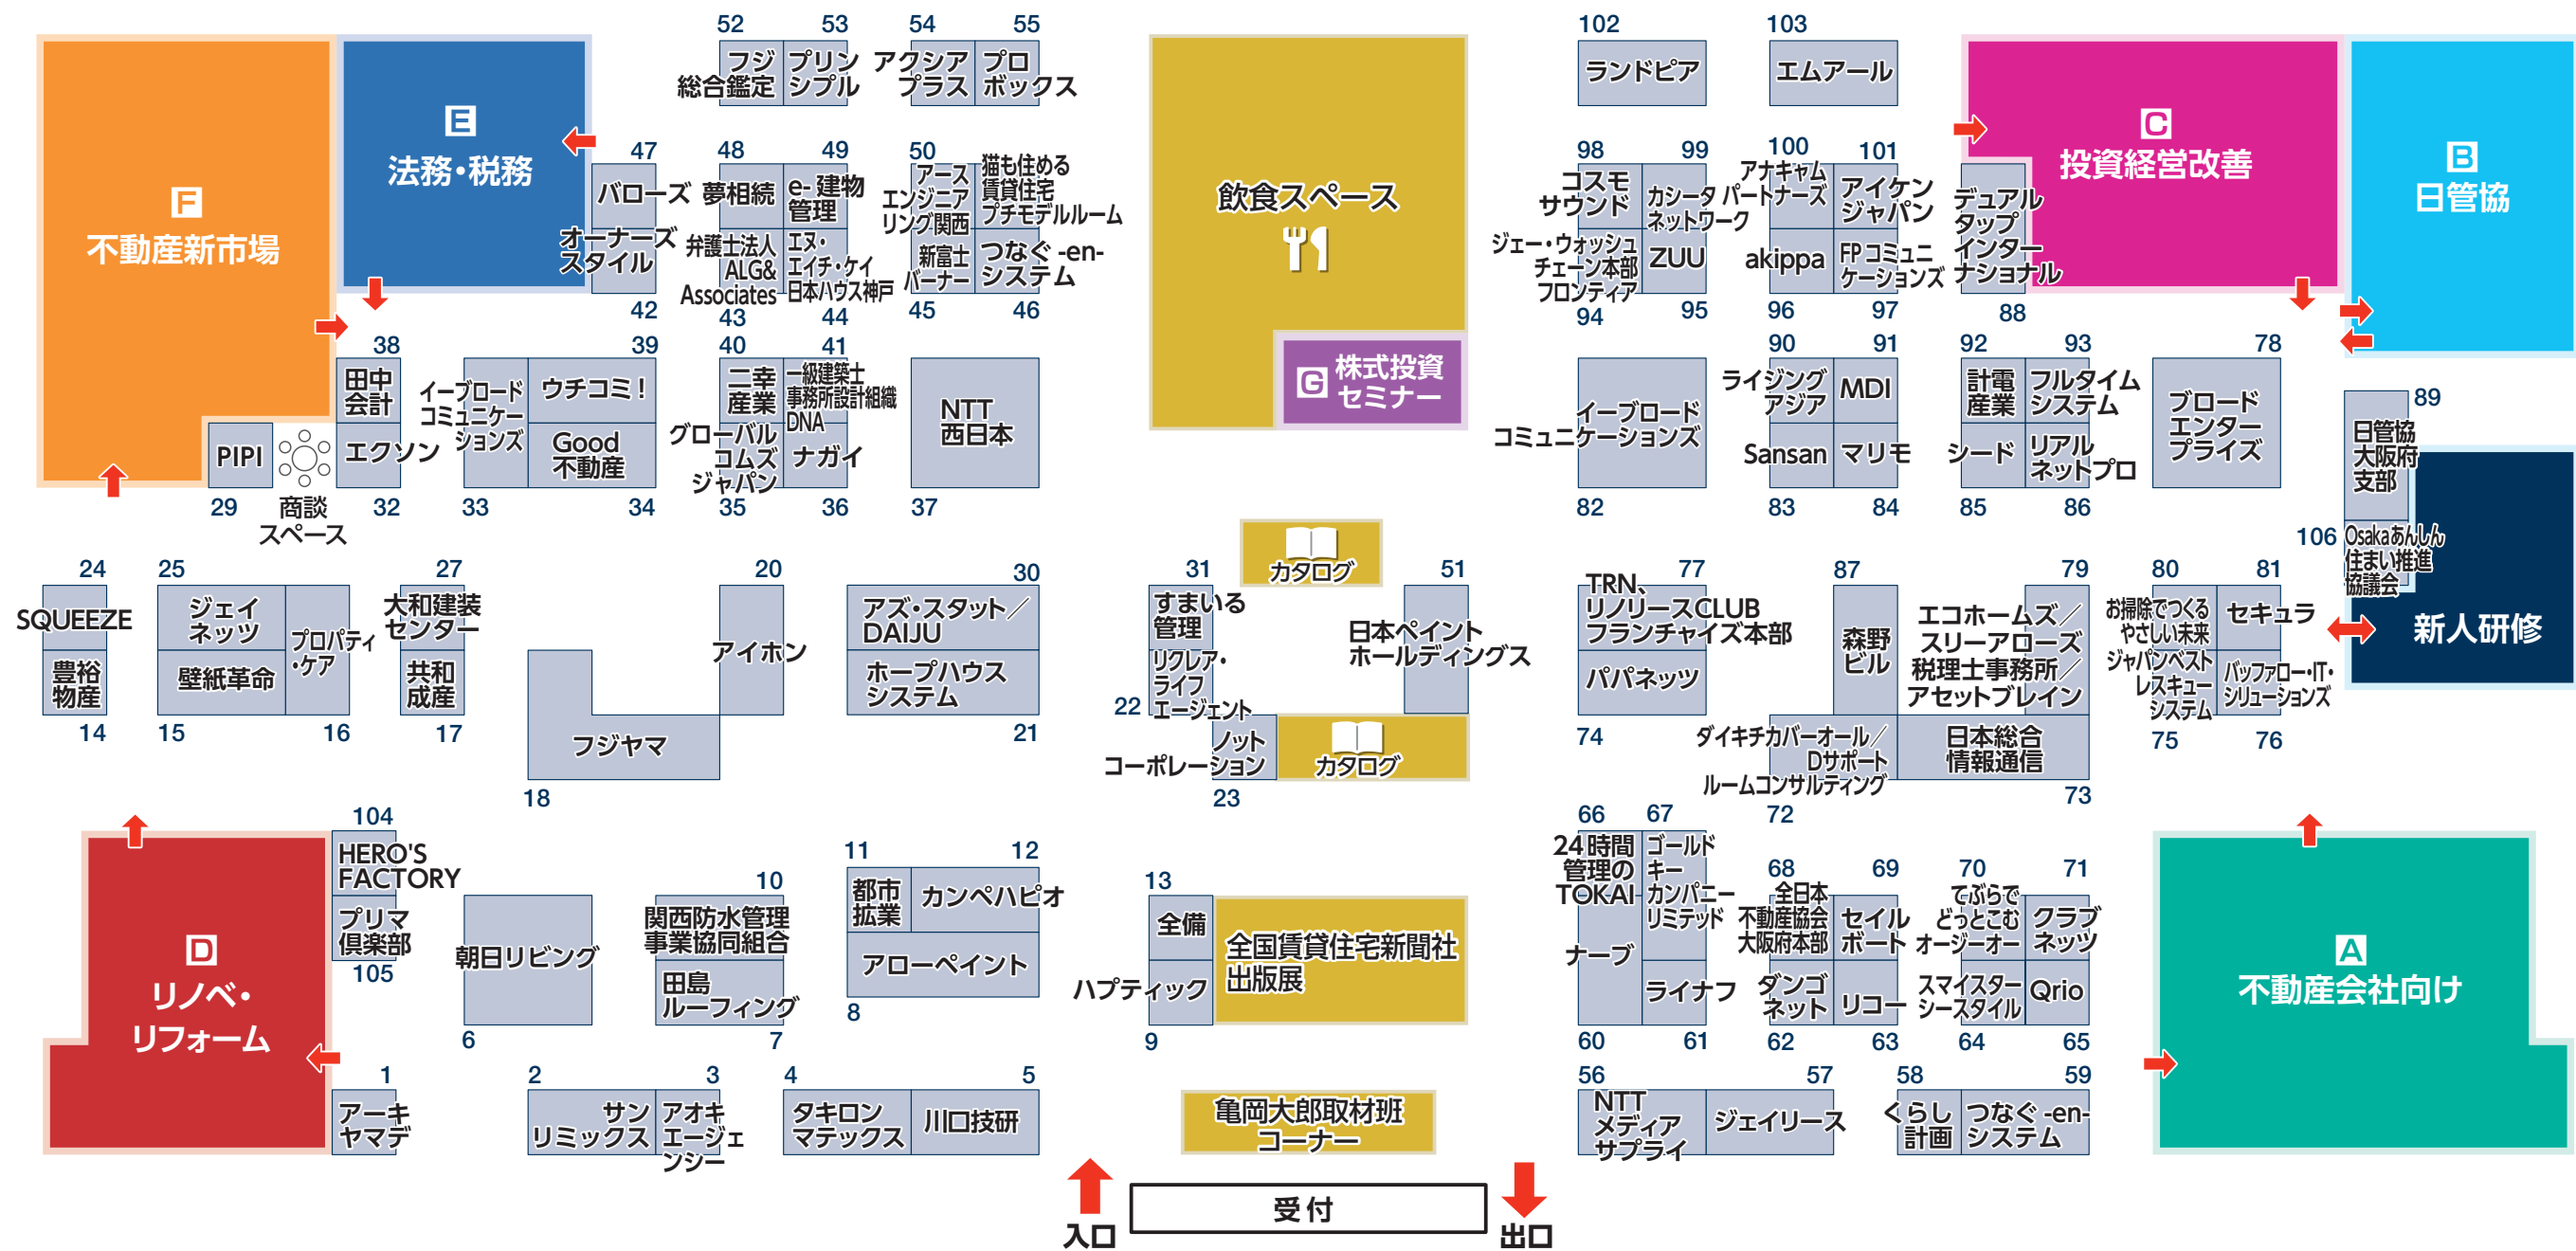 52
53
54
55
102
103
フジ
総合鑑定
プリン
シプル
アクシア
プラス
プロ
ボックス
ランドピア
エムアール
F
不動産新市場
E
法務・税務
飲食スペース
C
投資経営改善
B
日管協
47
48
49
50
98
99
100
101
バローズ
夢相続
e-建物
管理
アース
エンジニア
リング関西
猫も住める
賃貸住宅
プチモデルルーム
コスモ
サウンド
カシータ
ネットワーク
アナキャム
パートナーズ
アイケン
ジャパン
デュアル
タップ
インター
ナショナル
オーナーズ
スタイル
弁護士法人
ALG&
Associates
エヌ・
エイチ・ケイ
日本ハウス神戸
新富士
バーナー
つなぐ -en-
システム
ジェー・ウォッシュ
チェーン本部
フロンティア
ZUU
akippa
FPコミュニ
ケーションズ
42
43
44
45
46
94
95
96
97
88
G
株式投資
セミナー
38
39
40
41
90
91
92
93
78
田中
会計
イーブロード
コミュニケー
ションズ
ウチコミ！
二幸
産業
一級建築士
事務所設計組織
DNA
NTT
西日本
イーブロード
コミュニケーションズ
ライジング
アジア
MDI
計電
産業
フルタイム
システム
ブロード
エンター
プライズ
89
日管協
大阪府
支部
PIPI
エクソン
Good
不動産
グローバル
コムズ
ジャパン
ナガイ
Sansan
マリモ
シード
リアル
ネットプロ
29
商談
スペース
32
33
34
35
36
37
82
83
84
85
86
106
Osakaあんしん
住まい推進
協議会
新人研修
24
25
27
20
30
31
カタログ
51
77
87
79
80
81
SQUEEZE
ジェイ
ネッツ
プロパティ
・ケア
大和建装
センター
アイホン
アズ・スタット／
DAIJU
すまいる
管理
日本ペイント
ホールディングス
TRN、
リノリースCLUB
フランチャイズ本部
森野
ビル
エコホームズ／
スリーアローズ
税理士事務所／
アセットブレイン
お掃除でつくる
やさしい未来
セキュラ
豊裕
物産
壁紙革命
共和
成産
ホープハウス
システム
リクレア・
ライフ
エージェント
パパネッツ
ジャパンベスト
レスキュー
システム
バッファロー・IT・
シリューションズ
14
15
16
17
フジヤマ
21
22
ノット
コーポレーション
カタログ
74
ダイキチカバーオール／
Dサポート
ルームコンサルティング
日本総合
情報通信
75
76
18
23
72
73
104
HERO'S
FACTORY
プリマ
倶楽部
105
D
リノベ・
リフォーム
朝日リビング
6
10
関西防水管理
事業協同組合
田島
ルーフィング
7
11
12
都市
拡業
カンペハピオ
アローペイント
8
13
全備
ハプティック
9
全国賃貸住宅新聞社
出版展
66
67
24時間
管理の
TOKAI
ゴールド
キー
カンパニー
リミテッド
ナーブ
ライナフ
60
61
68
69
全日本
不動産協会
大阪府本部
セイル
ボート
ダンゴ
ネット
リコー
62
63
70
71
てぶらで
どっとこむ
オージーオー
クラブ
ネッツ
スマイスター
シースタイル
Qrio
64
65
A
不動産会社向け
1
2
3
4
5
56
57
58
59
アーキ
ヤマデ
サン
リミックス
アオキ
エージェ
ンシー
タキロン
マテックス
川口技研
亀岡大郎取材班
コーナー
NTT
メディア
サプライ
ジェイリース
くらし
計画
つなぐ -en-
システム
入口
受付
出口